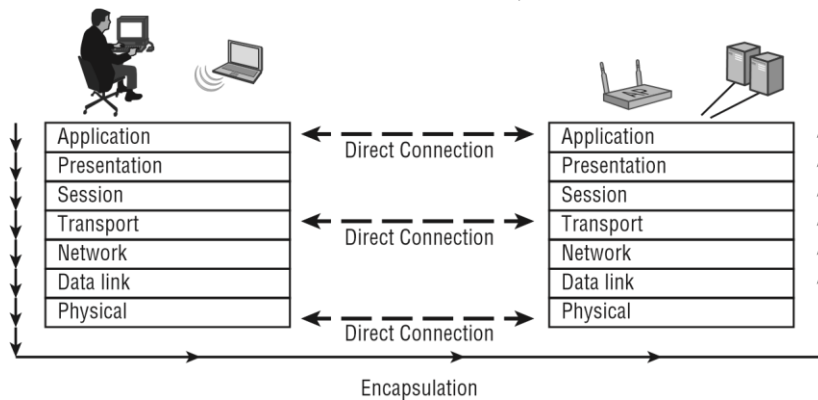 AP
Application
Presentation
Session
Transport
Network
Data link
Physical
Direct Connection
Direct Connection
Direct Connection
Application
Presentation
Session
Transport
Network
Data link
Physical
Encapsulation